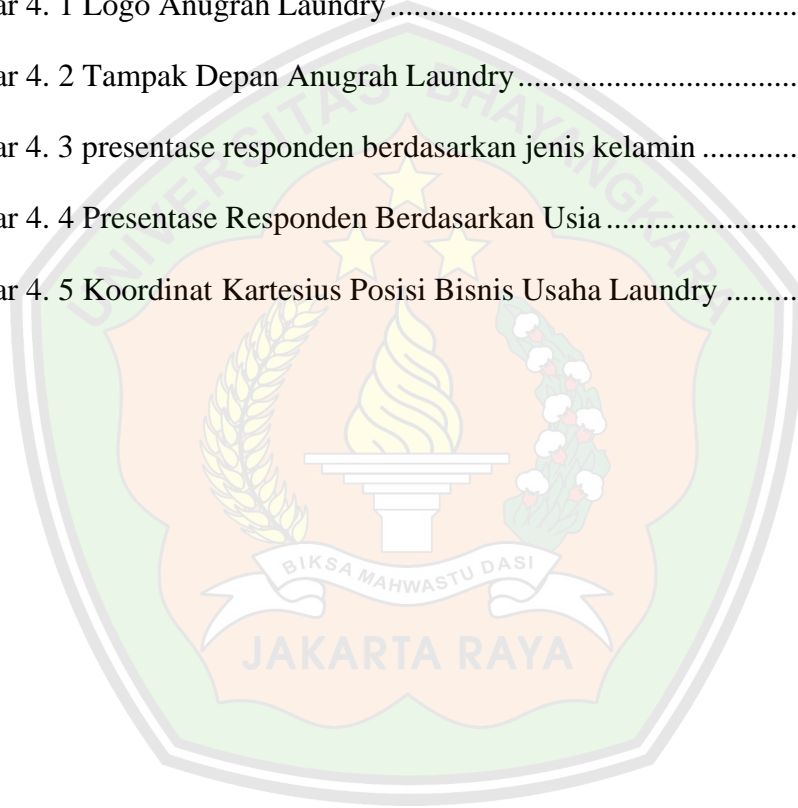 ar 4. 1 Logo Anugrah Laundry
ar 4. 2 Tampak Depan Anugrah Laundry
ar 4. 3 presentase responden berdasarkan jenis kelamin
ar 4. 4 Presentase Responden Berdasarkan Usia
ar 4. 5 Koordinat Kartesius Posisi Bisnis Usaha Laundry
UNIVERSITAS BHAYANGKARA
BIKSA MAHWASTU DASI
JAKARTA RAYA